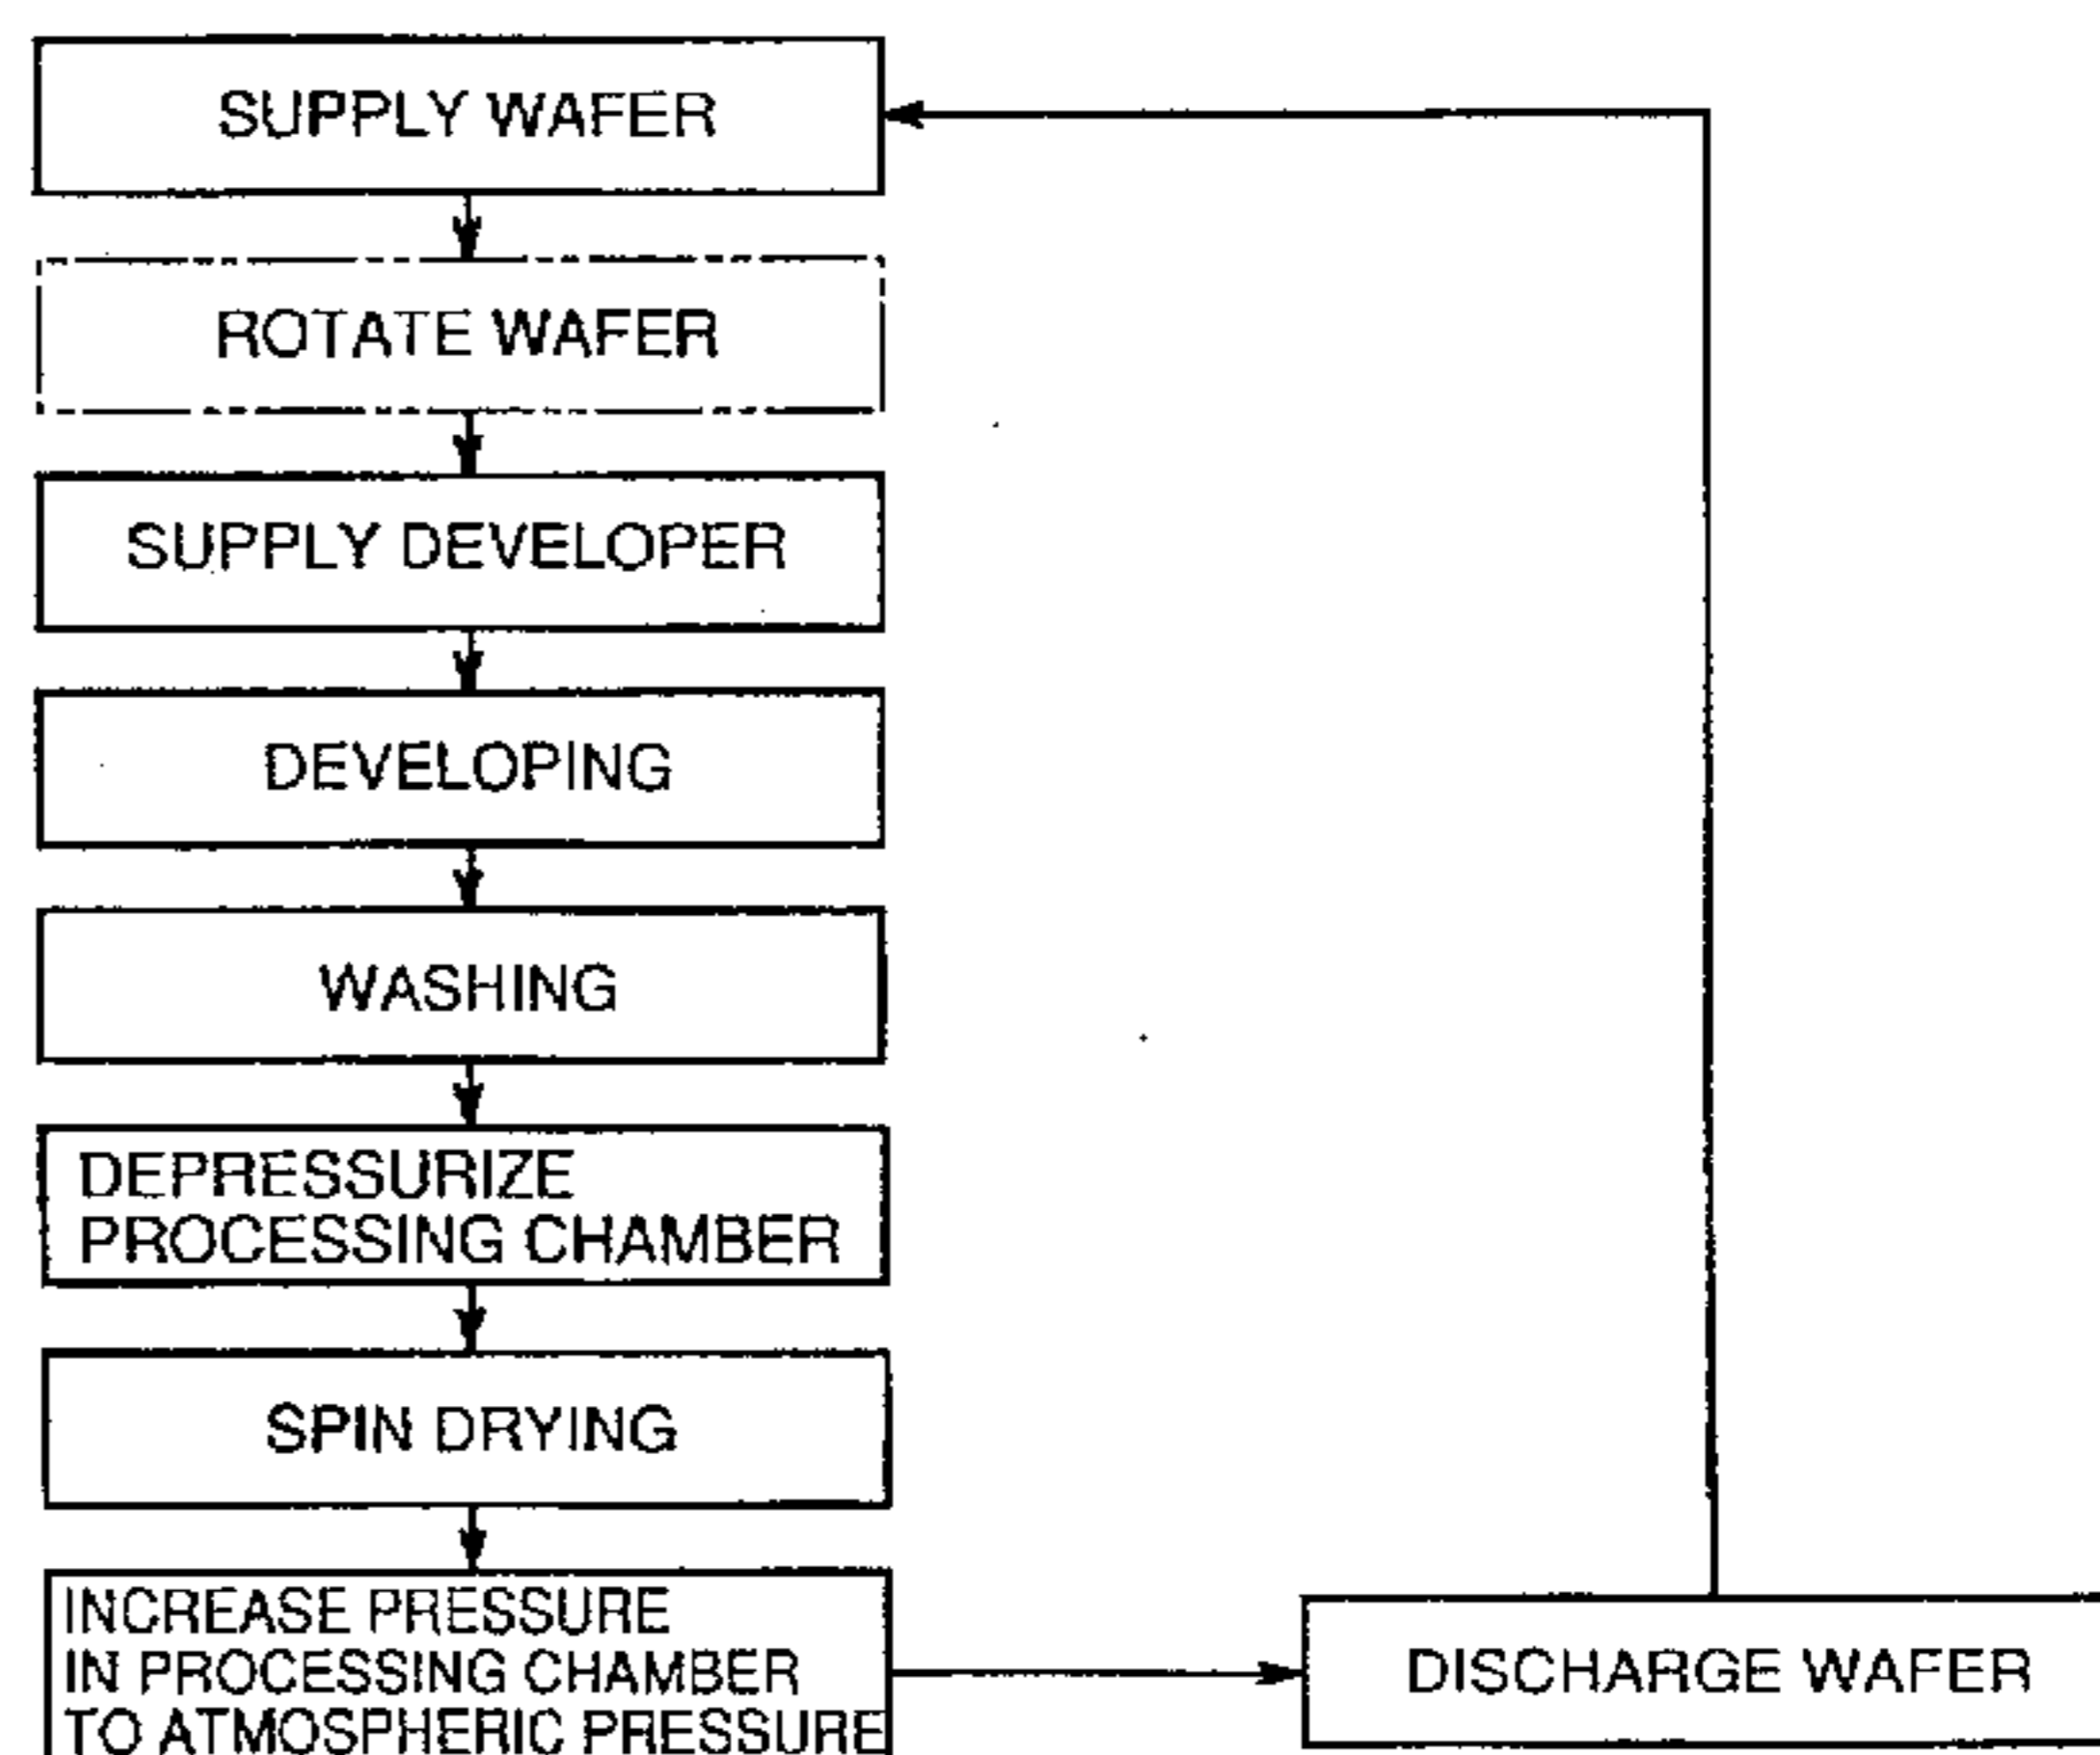 SUPPLY WAFER
ROTATE WAFER
SUPPLY DEVELOPER
DEVELOPING
WASHING
DEPRESSURIZE
PROCESSING CHAMBER
SPIN DRYING
INCREASE PRESSURE
IN PROCESSING CHAMBER
TO ATMOSPHERIC PRESSURE
DISCHARGE WAFER